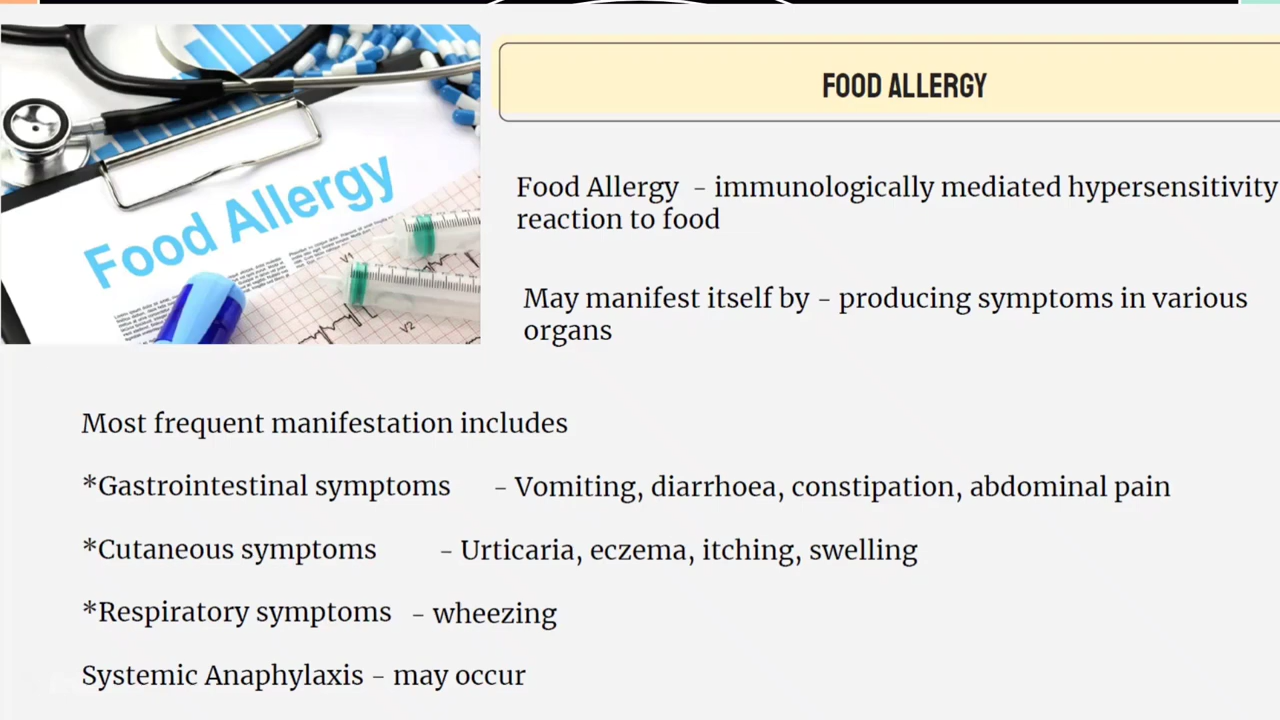 FOOD ALLERGY
Food Allergy
V1
V2
Food Allergy - immunologically mediated hypersensitivity
reaction to food
May manifest itself by - producing symptoms in various
organs
Most frequent manifestation includes
*Gastrointestinal symptoms - Vomiting, diarrhoea, constipation, abdominal pain
*Cutaneous symptoms - Urticaria, eczema, itching, swelling
*Respiratory symptoms - wheezing
Systemic Anaphylaxis - may occur